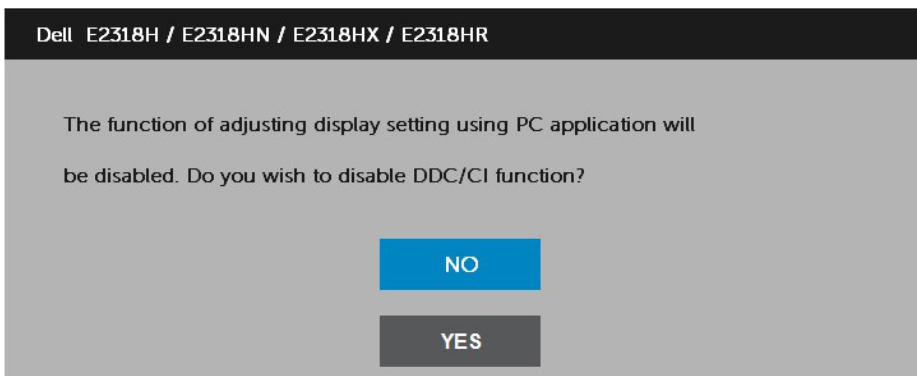 Dell E2318H / E2318HN / E2318HX / E2318HR
The function of adjusting display setting using PC application will
be disabled. Do you wish to disable DDC/CI function?
NO
YES